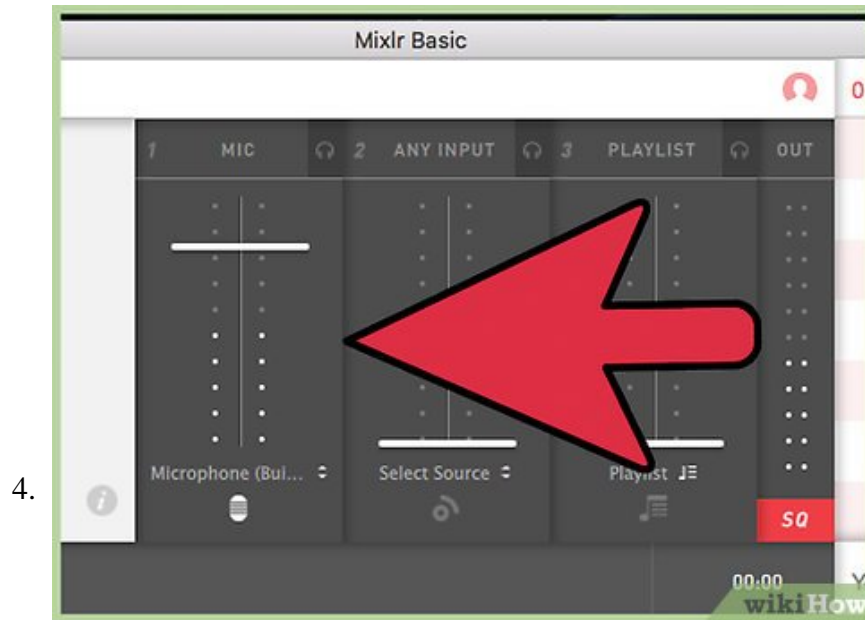 Mixlr Basic
0
1 MIC 2 ANY INPUT 3 PLAYLIST OUT
Microphone (Bui... Select Source Playlist
4.
i
SQ
00:00 Y
wikiHow